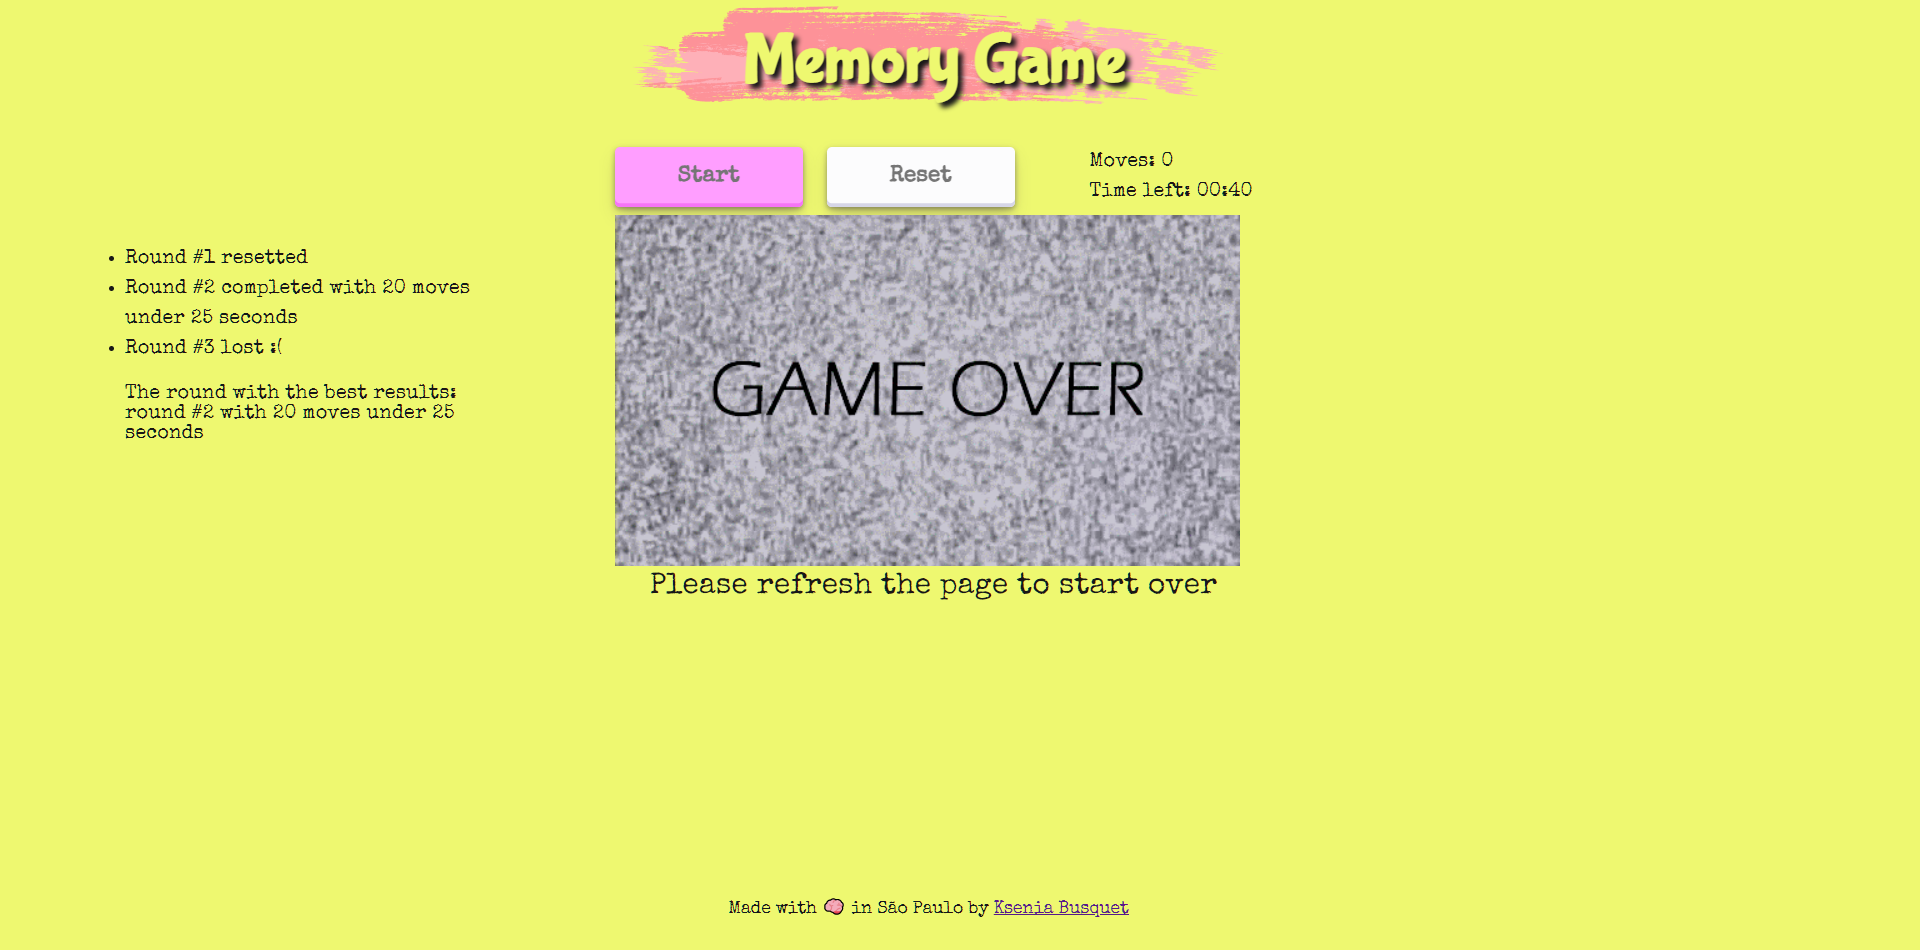 Memory Game
Start
Reset
Moves: 0
Time left: 00:40
Round #1 resetted
Round #2 completed with 20 moves
under 25 seconds
Round #3 lost :(
The round with the best results:
round #2 with 20 moves under 25
seconds
GAME OVER
Please refresh the page to start over
Made with 🧠 in São Paulo by Ksenia Busquet